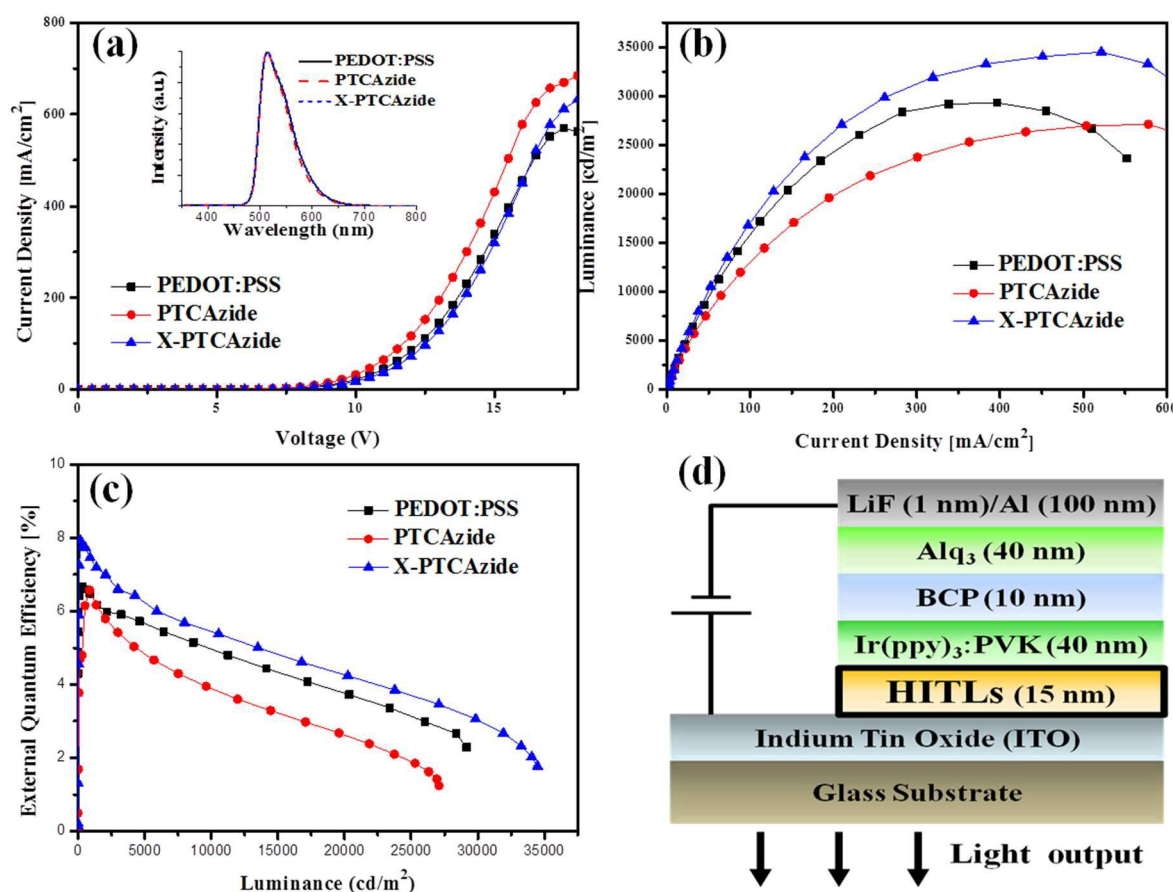 (a)
Current Density [mA/cm²]
800
600
400
200
0
0
5
10
15
Voltage (V)
PEDOT:PSS
PTCAzide
X-PTCAzide
Intensity (a.u.)
400 500 600 700 800
Wavelength (nm)
PEDOT:PSS
PTCAzide
X-PTCAzide
(b)
Luminance [cd/m²]
35000
30000
25000
20000
15000
10000
5000
0
0 100 200 300 400 500 600
Current Density [mA/cm²]
PEDOT:PSS
PTCAzide
X-PTCAzide
(c)
External Quantum Efficiency [%]
10
8
6
4
2
0
0 5000 10000 15000 20000 25000 30000 35000
Luminance (cd/m²)
PEDOT:PSS
PTCAzide
X-PTCAzide
(d)
LiF (1 nm)/Al (100 nm)
Alq₃ (40 nm)
BCP (10 nm)
Ir(ppy)₃:PVK (40 nm)
HITLs (15 nm)
Indium Tin Oxide (ITO)
Glass Substrate
Light output